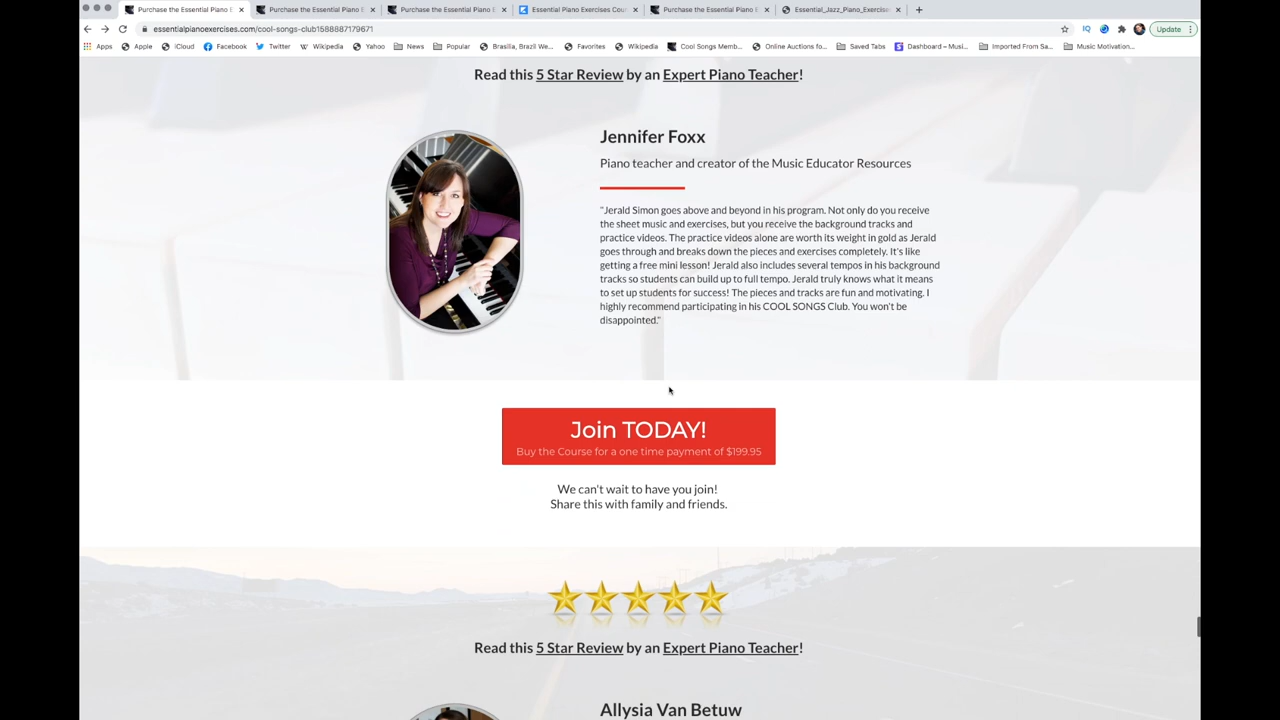 Purchase the Essential Piano E
Purchase the Essential Piano E
Purchase the Essential Piano E
Essential Piano Exercises Cour
Purchase the Essential Piano E
Essential_Jazz_Piano_Exercise
essentialpianoexercises.com/cool-songs-club1588887179671
Update
Apps
Apple
iCloud
Facebook
Twitter
Wikipedia
Yahoo
News
Popular
Brasília, Brazil We...
Favorites
Wikipedia
Cool Songs Memb...
Online Auctions fo...
Saved Tabs
Dashboard – Musi...
Imported From Sa...
Music Motivation...
Read this 5 Star Review by an Expert Piano Teacher!
Jennifer Foxx
Piano teacher and creator of the Music Educator Resources
"Jerald Simon goes above and beyond in his program. Not only do you receive
the sheet music and exercises, but you receive the background tracks and
practice videos. The practice videos alone are worth its weight in gold as Jerald
goes through and breaks down the pieces and exercises completely. It's like
getting a free mini lesson! Jerald also includes several tempos in his background
tracks so students can build up to full tempo. Jerald truly knows what it means
to set up students for success! The pieces and tracks are fun and motivating. I
highly recommend participating in his COOL SONGS Club. You won't be
disappointed."
Join TODAY!
Buy the Course for a one time payment of $199.95
We can't wait to have you join!
Share this with family and friends.
Read this 5 Star Review by an Expert Piano Teacher!
Allysia Van Betuw